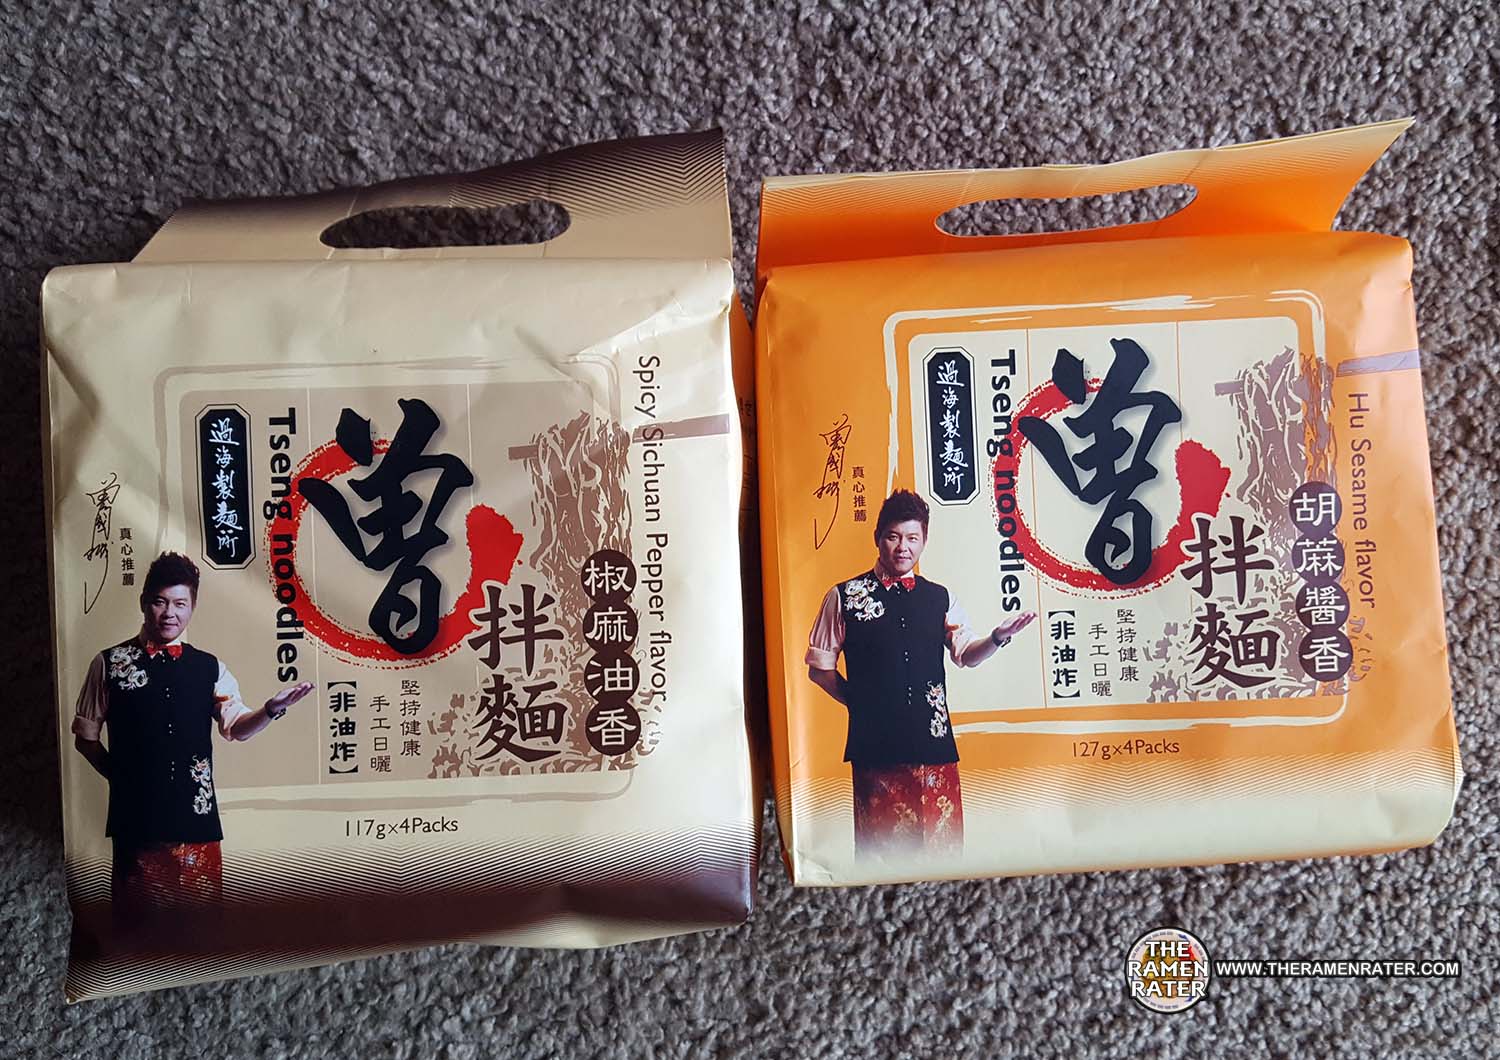 Spicy Sichuan Pepper flavor
椒麻油香
曾
拌麵
Tseng noodles
過海製麵所
堅持健康
手工日曬
【非油炸】
真心推薦
117g×4Packs
Hu Sesame flavor
胡蔴醬香
曾
拌麵
Tseng noodles
過海製麵所
堅持健康
手工日曬
【非油炸】
真心推薦
127g×4Packs
THE
RAMEN
RATER
WWW.THERAMENRATER.COM